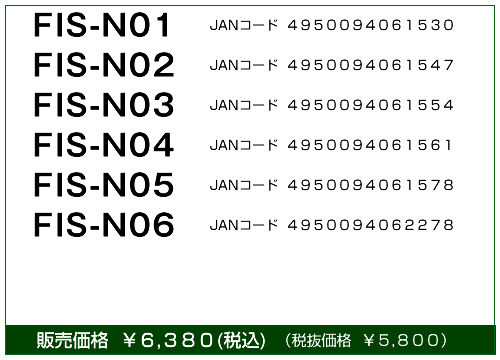 FIS-N01 JANコード 4950094061530
FIS-N02 JANコード 4950094061547
FIS-N03 JANコード 4950094061554
FIS-N04 JANコード 4950094061561
FIS-N05 JANコード 4950094061578
FIS-N06 JANコード 4950094062278
販売価格 ￥6,380(税込) （税抜価格 ￥5,800）